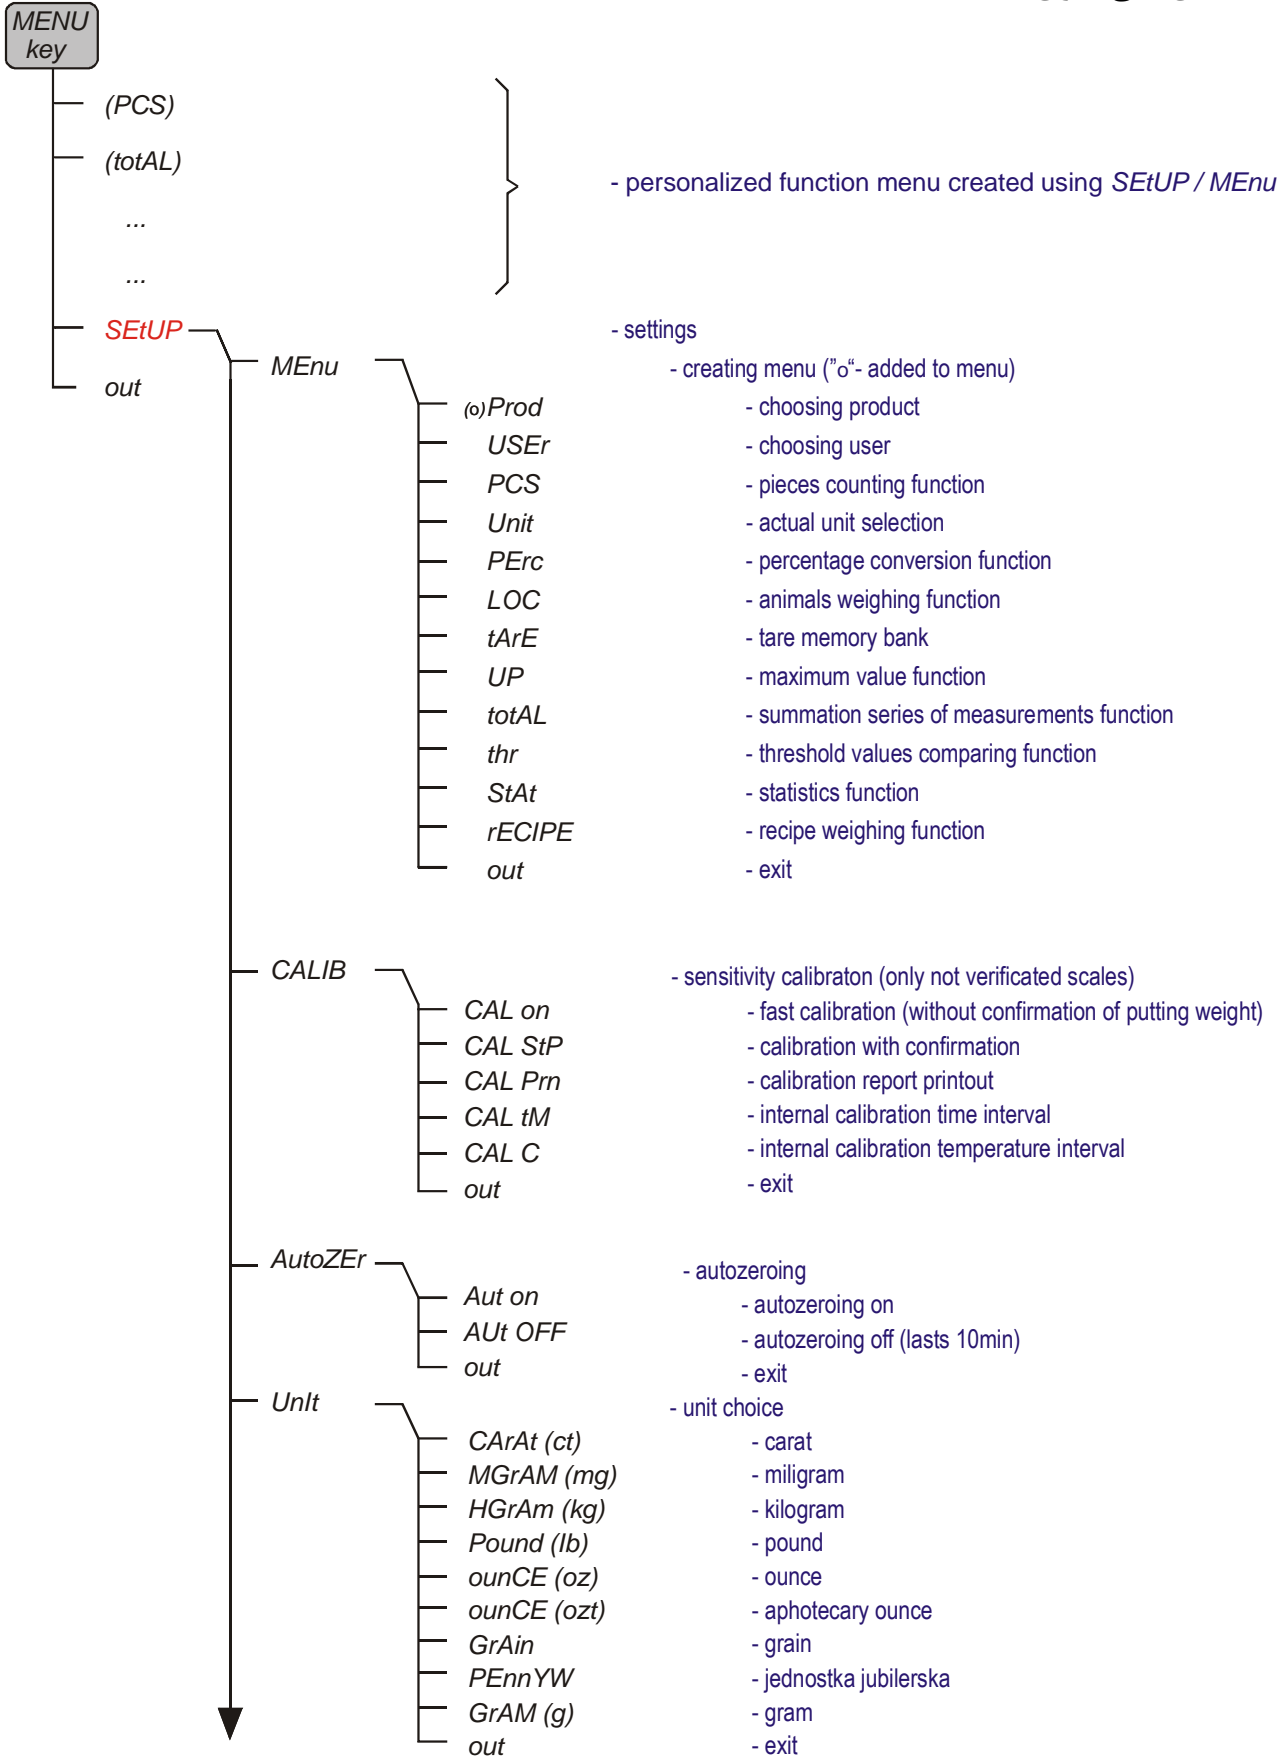 MENU
key
(PCS)
(totAL)
- personalized function menu created using SEtUP / MEnu
...
...
SEtUP - settings
MEnu - creating menu ("o"- added to menu)
out
(o)Prod - choosing product
USEr - choosing user
PCS - pieces counting function
Unit - actual unit selection
PErc - percentage conversion function
LOC - animals weighing function
tArE - tare memory bank
UP - maximum value function
totAL - summation series of measurements function
thr - threshold values comparing function
StAt - statistics function
rECIPE - recipe weighing function
out - exit
CALIB - sensitivity calibraton (only not verificated scales)
CAL on - fast calibration (without confirmation of putting weight)
CAL StP - calibration with confirmation
CAL Prn - calibration report printout
CAL tM - internal calibration time interval
CAL C - internal calibration temperature interval
out - exit
AutoZEr - autozeroing
Aut on - autozeroing on
AUt OFF - autozeroing off (lasts 10min)
out - exit
UnIt - unit choice
CArAt (ct) - carat
MGrAM (mg) - miligram
HGrAm (kg) - kilogram
Pound (lb) - pound
ounCE (oz) - ounce
ounCE (ozt) - aphotecary ounce
GrAin - grain
PEnnYW - jednostka jubilerska
GrAM (g) - gram
out - exit